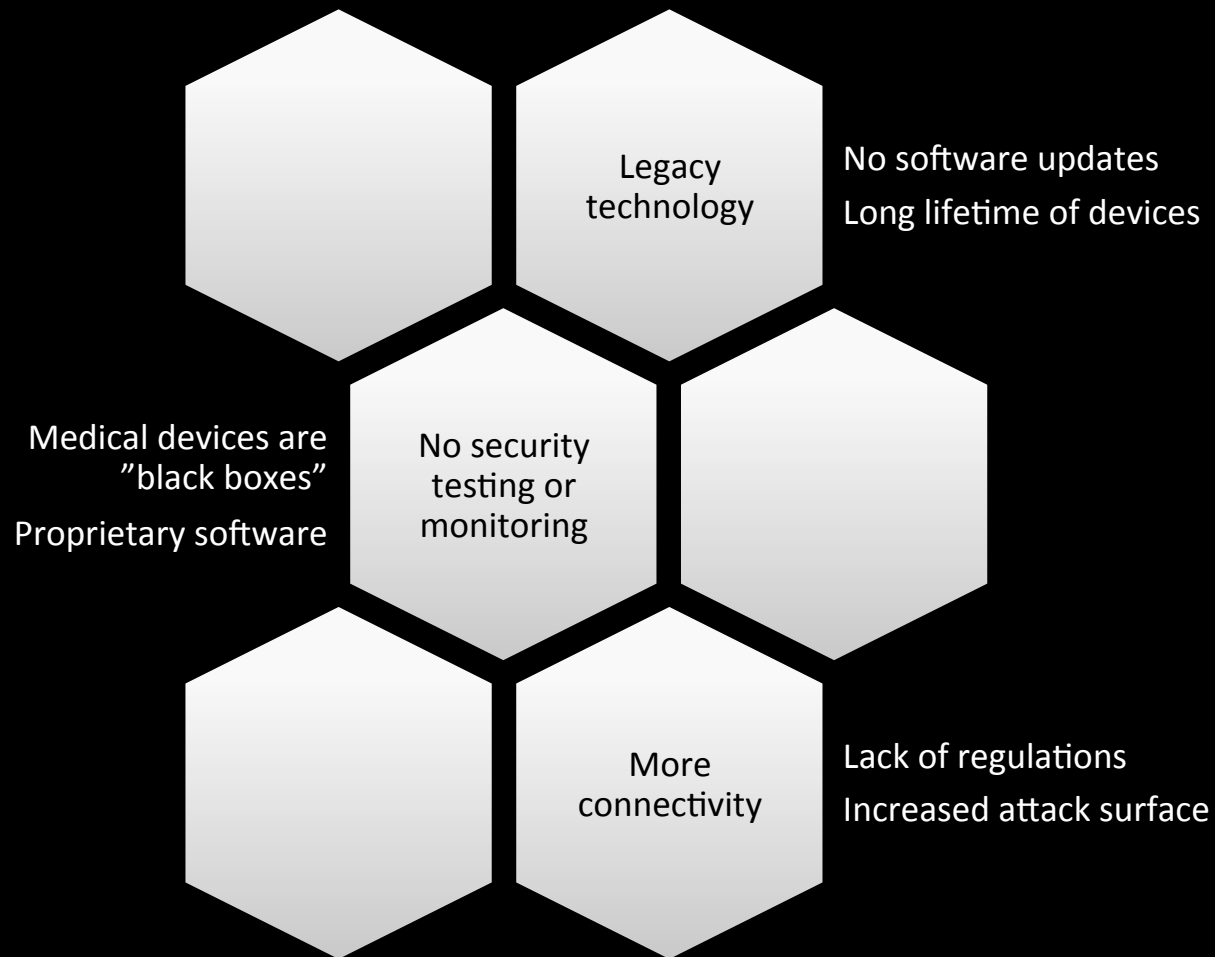 Legacy
technology
No software updates
Long lifetime of devices
Medical devices are
”black boxes”
Proprietary software
No security
testing or
monitoring
More
connectivity
Lack of regulations
Increased attack surface